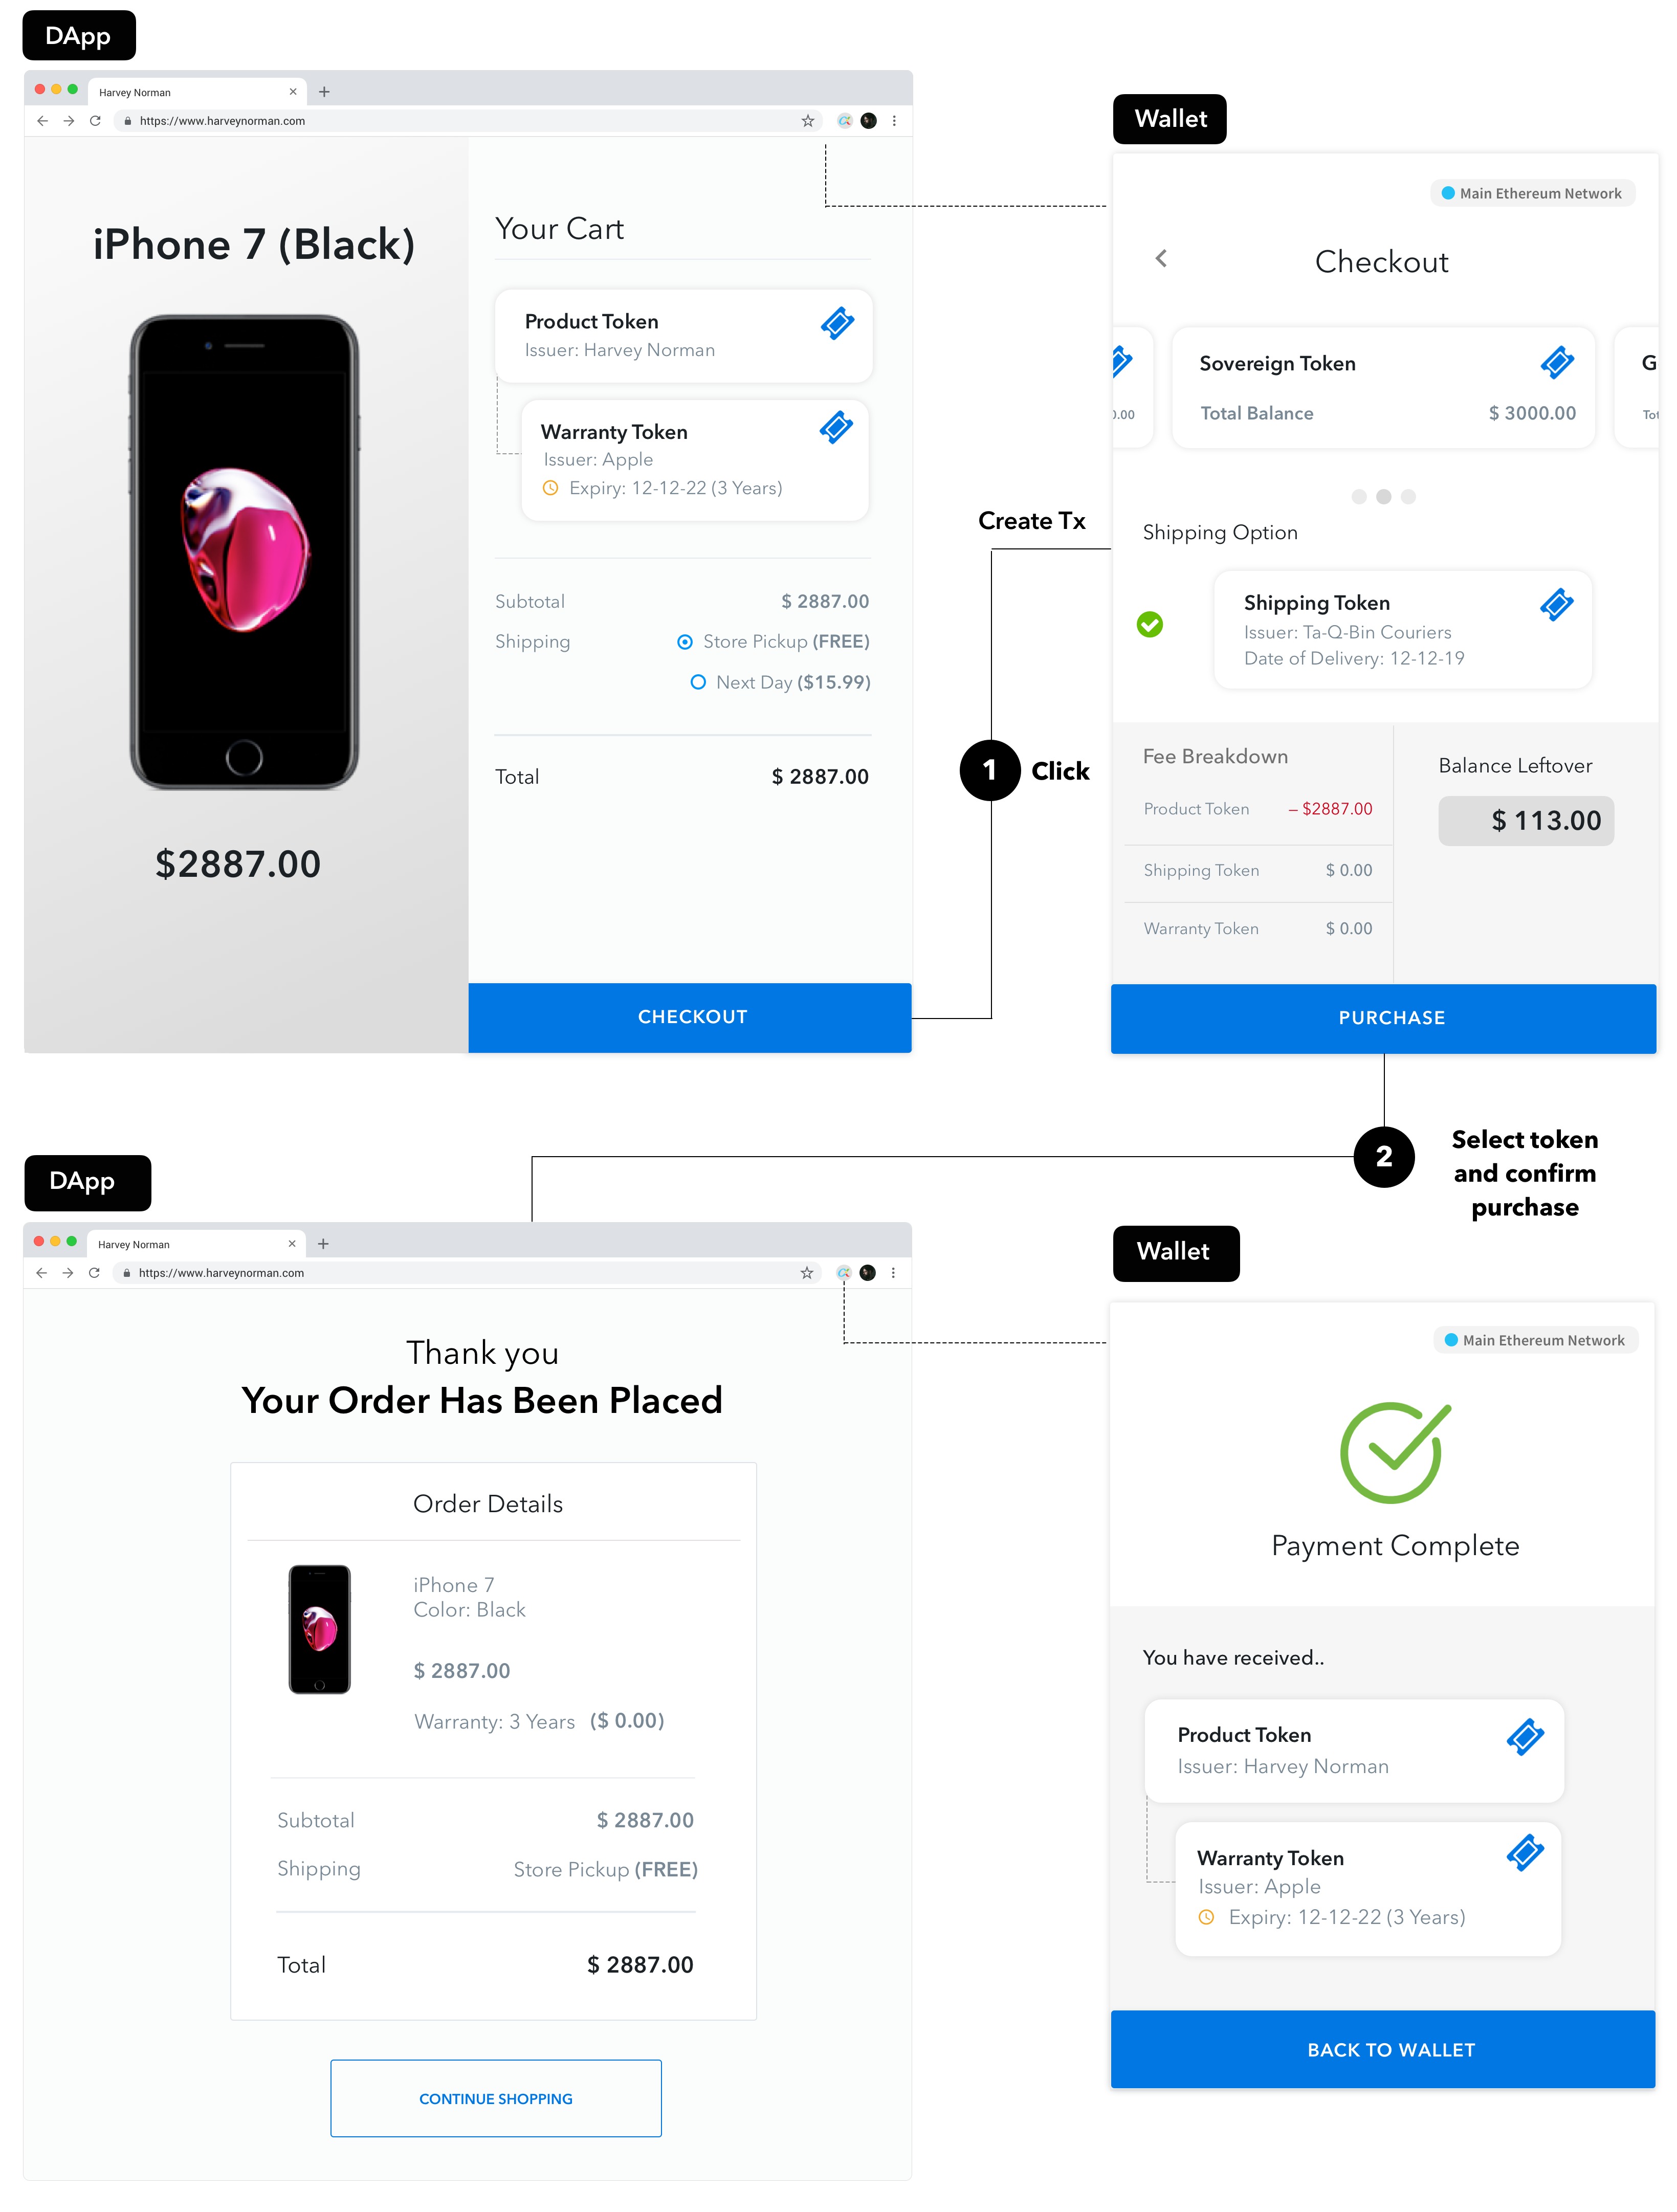 DApp
Harvey Norman
https://www.harveynorman.com
iPhone 7 (Black)
$2887.00
Your Cart
Product Token
Issuer: Harvey Norman
Warranty Token
Issuer: Apple
Expiry: 12-12-22 (3 Years)
Subtotal $ 2887.00
Shipping Store Pickup (FREE)
Next Day ($15.99)
Total $ 2887.00
CHECKOUT
Create Tx
1 Click
Wallet
Main Ethereum Network
Checkout
Sovereign Token
Total Balance $ 3000.00
0.00
G
Tot
Shipping Option
Shipping Token
Issuer: Ta-Q-Bin Couriers
Date of Delivery: 12-12-19
Fee Breakdown
Product Token – $2887.00
Shipping Token $ 0.00
Warranty Token $ 0.00
Balance Leftover
$ 113.00
PURCHASE
2
Select token
and confirm
purchase
DApp
Harvey Norman
https://www.harveynorman.com
Thank you
Your Order Has Been Placed
Order Details
iPhone 7
Color: Black
$ 2887.00
Warranty: 3 Years ($ 0.00)
Subtotal $ 2887.00
Shipping Store Pickup (FREE)
Total $ 2887.00
CONTINUE SHOPPING
Wallet
Main Ethereum Network
Payment Complete
You have received..
Product Token
Issuer: Harvey Norman
Warranty Token
Issuer: Apple
Expiry: 12-12-22 (3 Years)
BACK TO WALLET